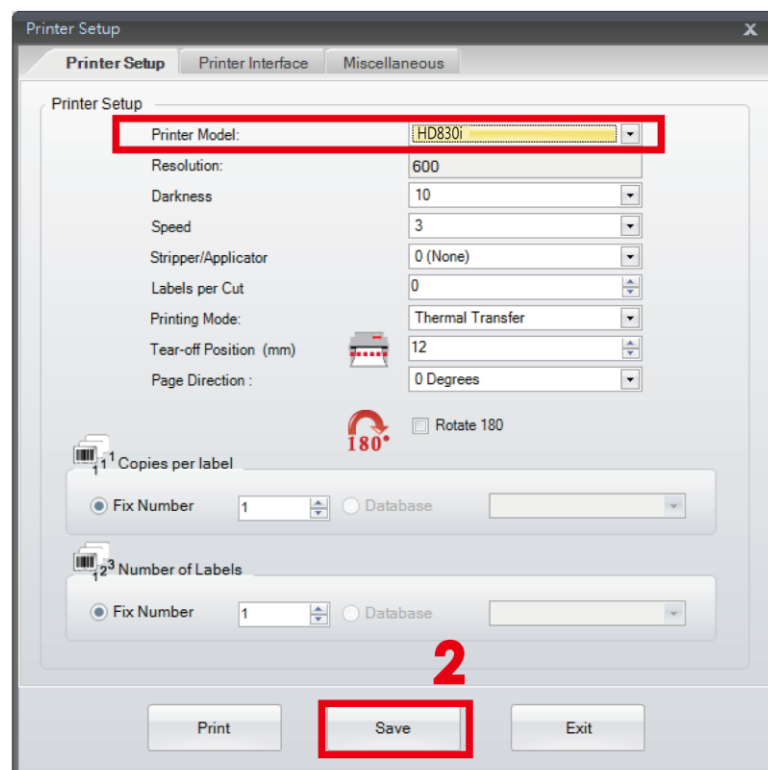 Printer Setup x
Printer Setup Printer Interface Miscellaneous
Printer Setup
Printer Model: HD830i
Resolution: 600
Darkness 10
Speed 3
Stripper/Applicator 0 (None)
Labels per Cut 0
Printing Mode: Thermal Transfer
Tear-off Position (mm) 12
Page Direction : 0 Degrees
180° Rotate 180
1 1 1 Copies per label
Fix Number 1 Database
1 2 3 Number of Labels
Fix Number 1 Database
2
Print Save Exit